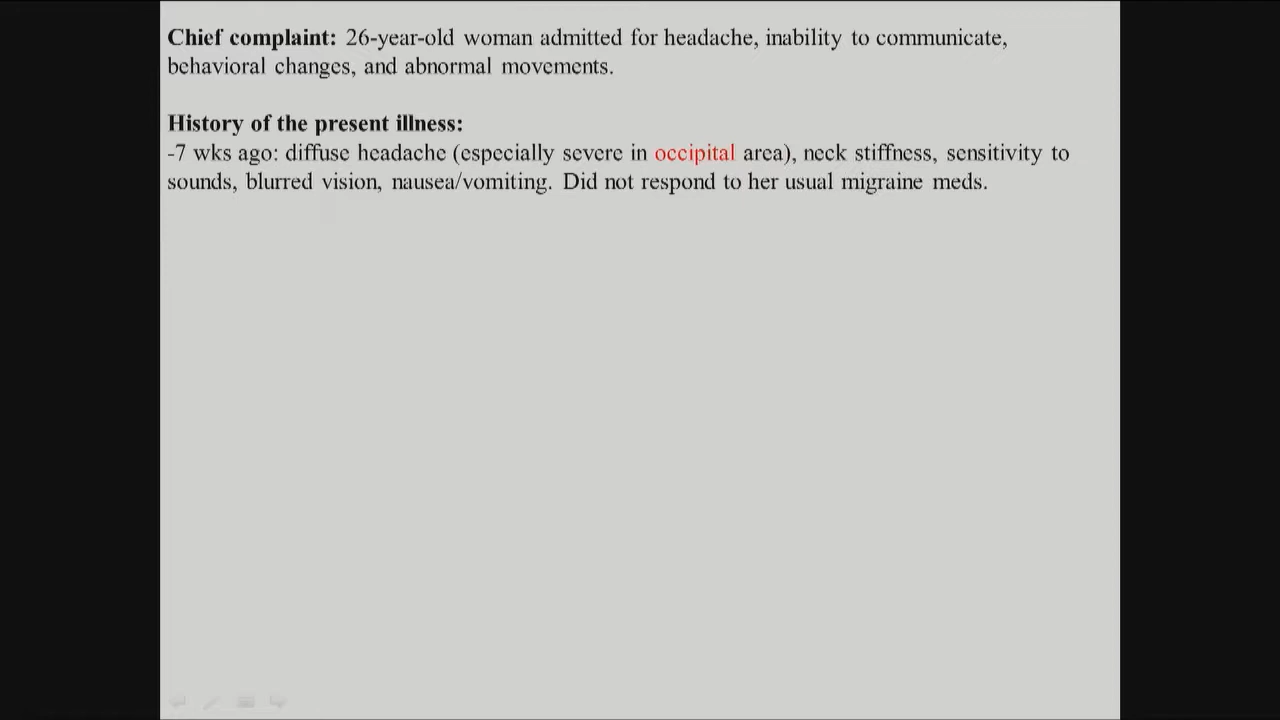 Chief complaint: 26-year-old woman admitted for headache, inability to communicate,
behavioral changes, and abnormal movements.
History of the present illness:
-7 wks ago: diffuse headache (especially severe in occipital area), neck stiffness, sensitivity to
sounds, blurred vision, nausea/vomiting. Did not respond to her usual migraine meds.